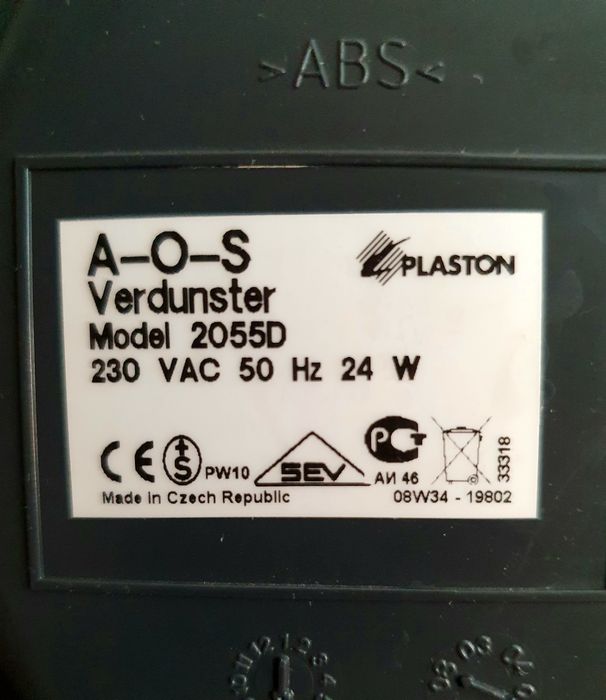 >ABS<
A-O-S
PLASTON
Verdunster
Model 2055D
230 VAC 50 Hz 24 W
CE
+S
PW10
SEV
РСТ
АИ 46
33318
Made in Czech Republic
08W34 - 19802